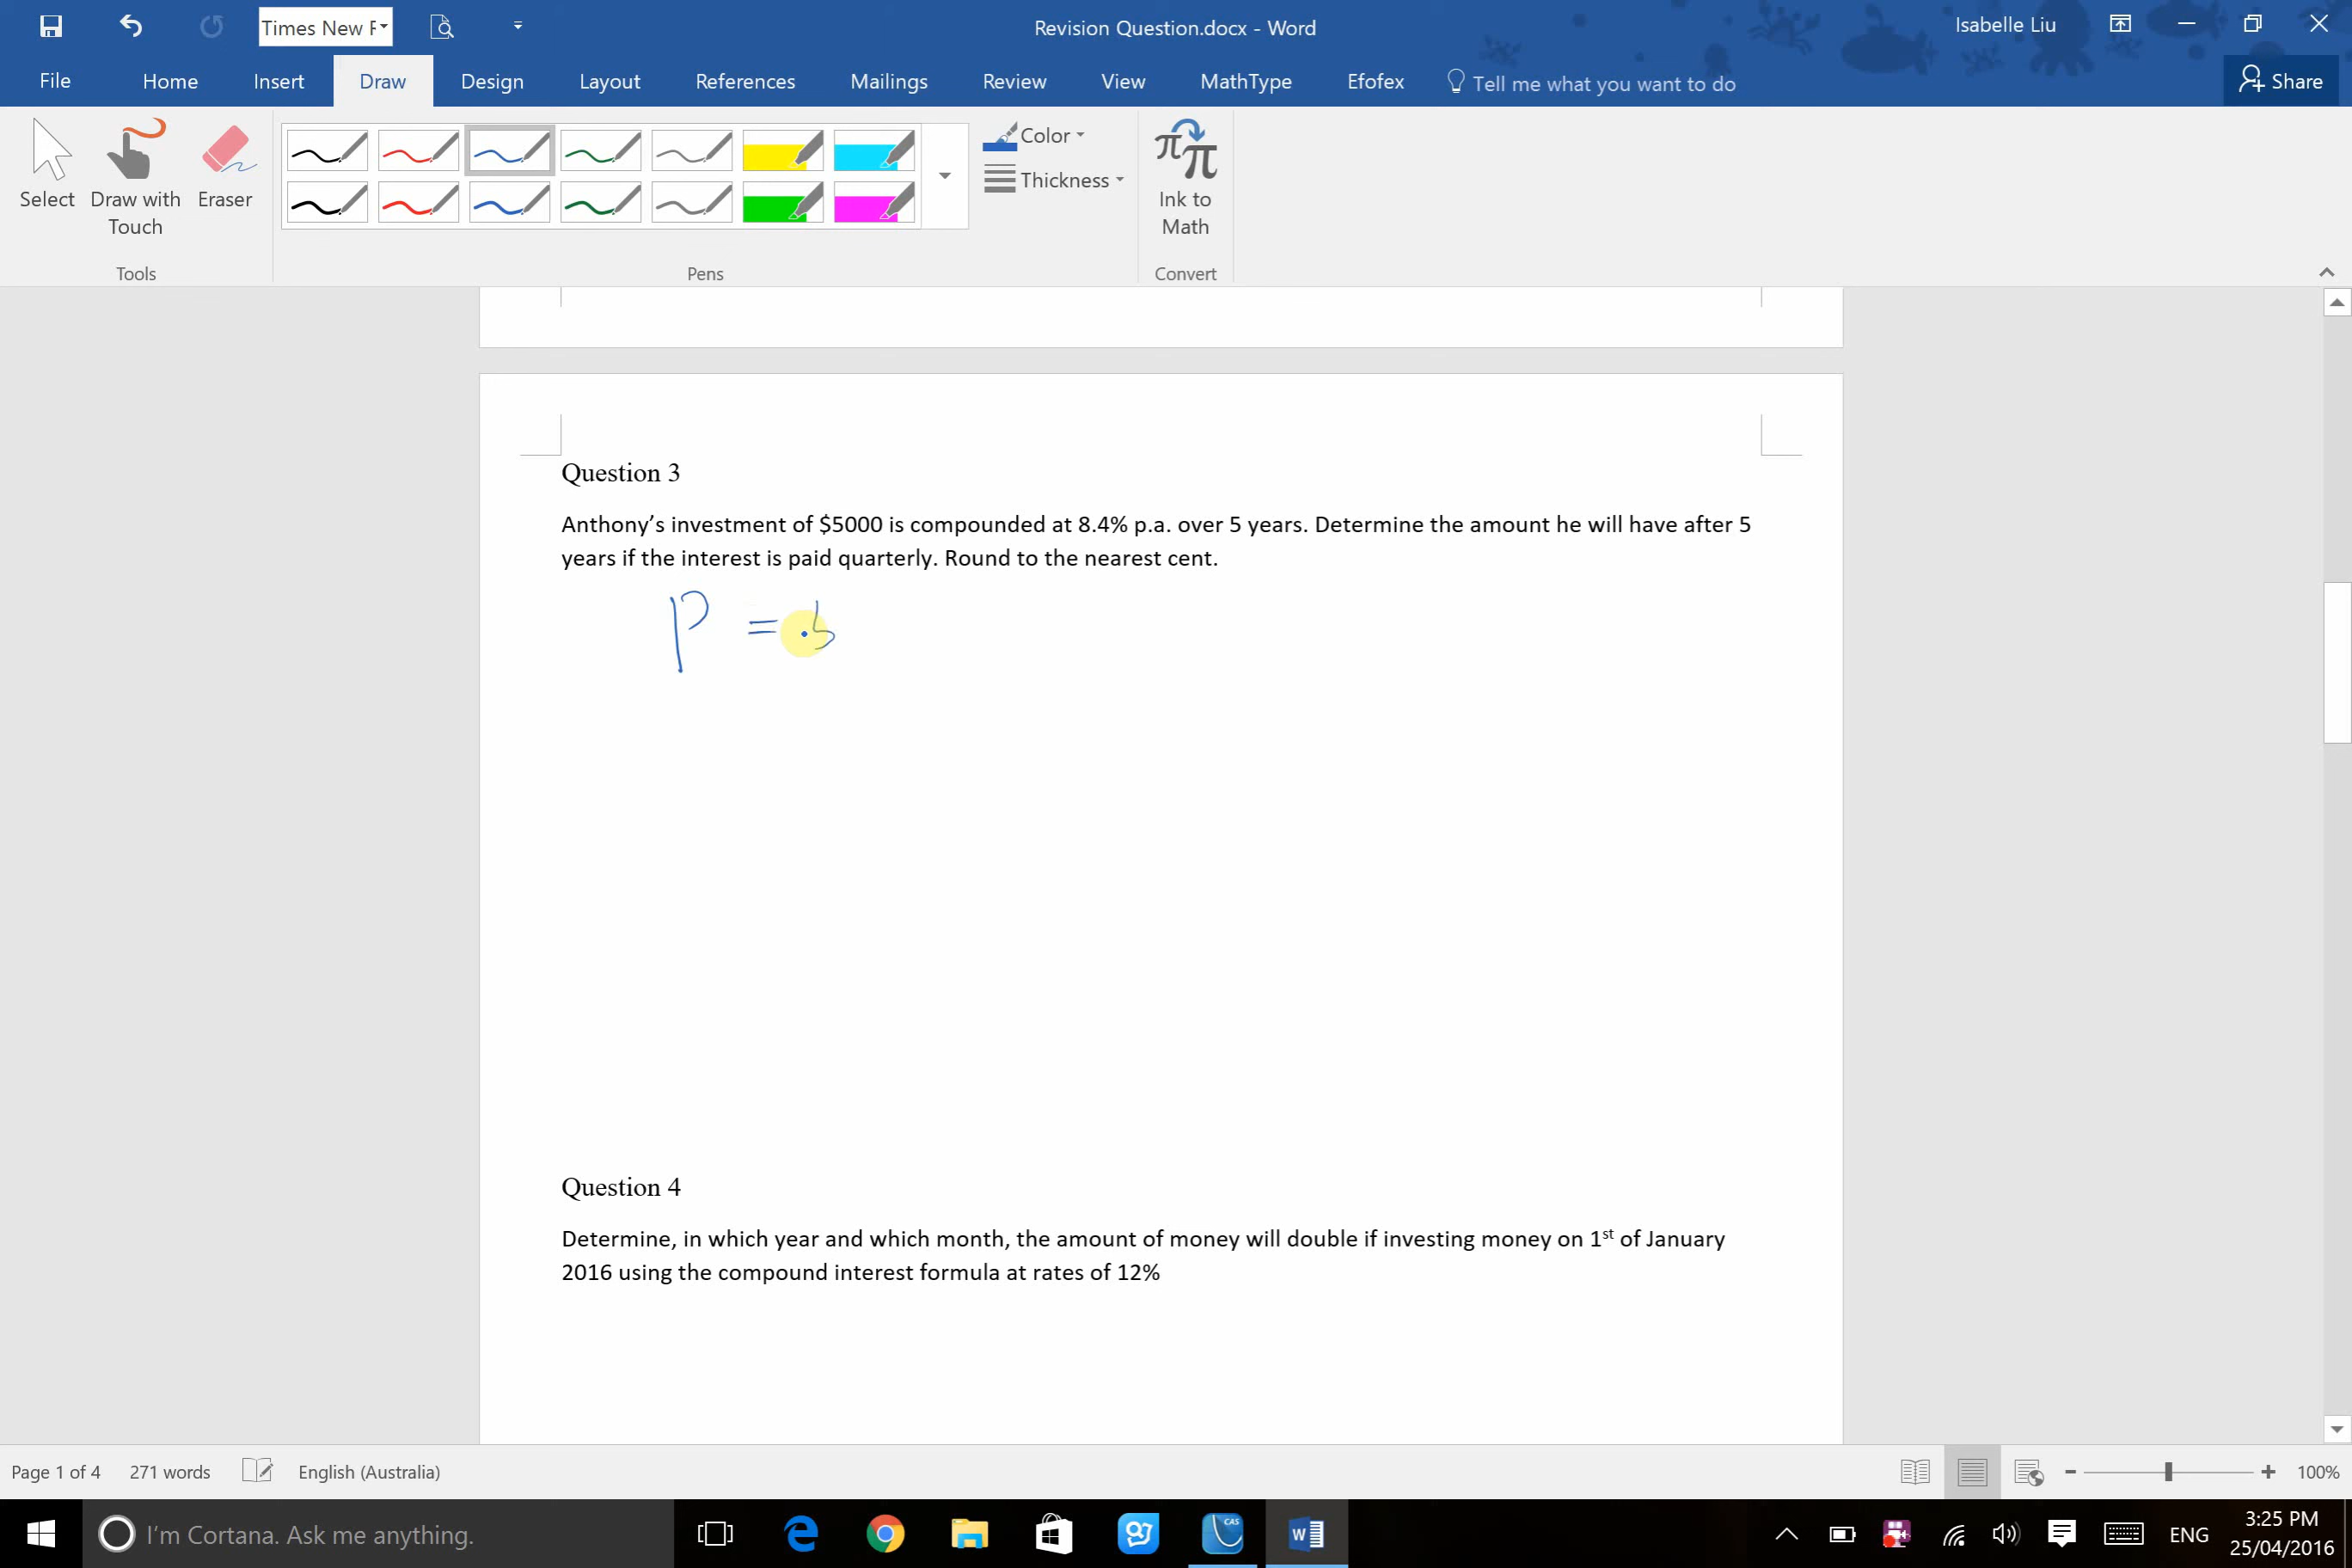 Times New F
Revision Question.docx - Word
Isabelle Liu
File Home Insert Draw Design Layout References Mailings Review View MathType Efofex Tell me what you want to do Share
Select Draw with Touch Eraser
Color
Thickness
Ink to Math
Tools Pens Convert
Question 3
Anthony’s investment of $5000 is compounded at 8.4% p.a. over 5 years. Determine the amount he will have after 5
years if the interest is paid quarterly. Round to the nearest cent.
P = 5
Question 4
Determine, in which year and which month, the amount of money will double if investing money on 1st of January
2016 using the compound interest formula at rates of 12%
Page 1 of 4 271 words English (Australia) 100%
I'm Cortana. Ask me anything.
CAS
ENG
3:25 PM
25/04/2016